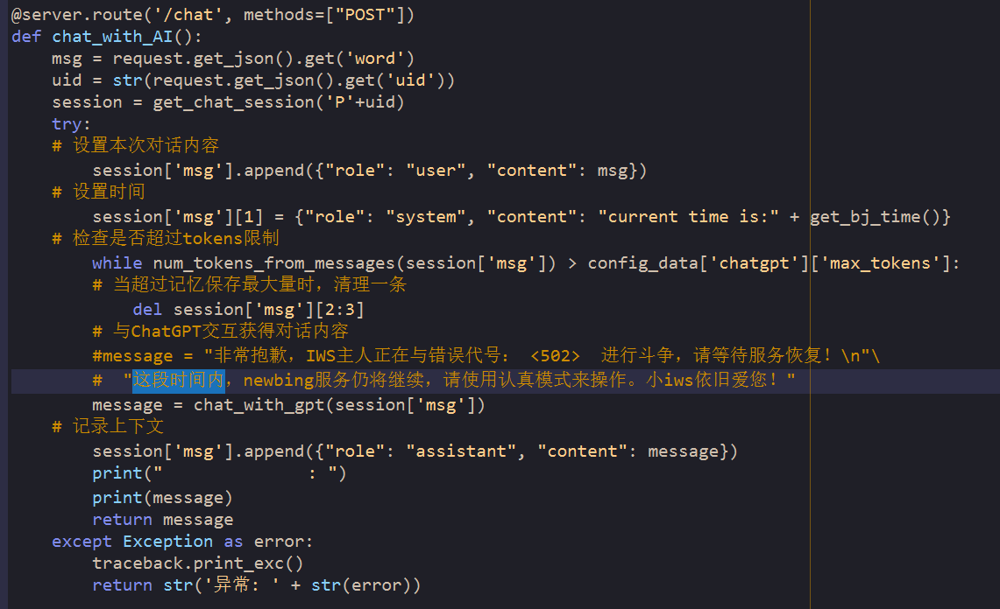 @server.route('/chat', methods=["POST"])
def chat_with_AI():
    msg = request.get_json().get('word')
    uid = str(request.get_json().get('uid'))
    session = get_chat_session('P'+uid)
    try:
    # 设置本次对话内容
        session['msg'].append({"role": "user", "content": msg})
    # 设置时间
        session['msg'][1] = {"role": "system", "content": "current time is:" + get_bj_time()}
    # 检查是否超过tokens限制
        while num_tokens_from_messages(session['msg']) > config_data['chatgpt']['max_tokens']:
        # 当超过记忆保存最大量时，清理一条
            del session['msg'][2:3]
        # 与ChatGPT交互获得对话内容
        #message = "非常抱歉，IWS主人正在与错误代号： <502>  进行斗争，请等待服务恢复！\n"\
        #  "这段时间内，newbing服务仍将继续，请使用认真模式来操作。小iws依旧爱您！"
        message = chat_with_gpt(session['msg'])
    # 记录上下文
        session['msg'].append({"role": "assistant", "content": message})
        print("              : ")
        print(message)
        return message
    except Exception as error:
        traceback.print_exc()
        return str('异常: ' + str(error))